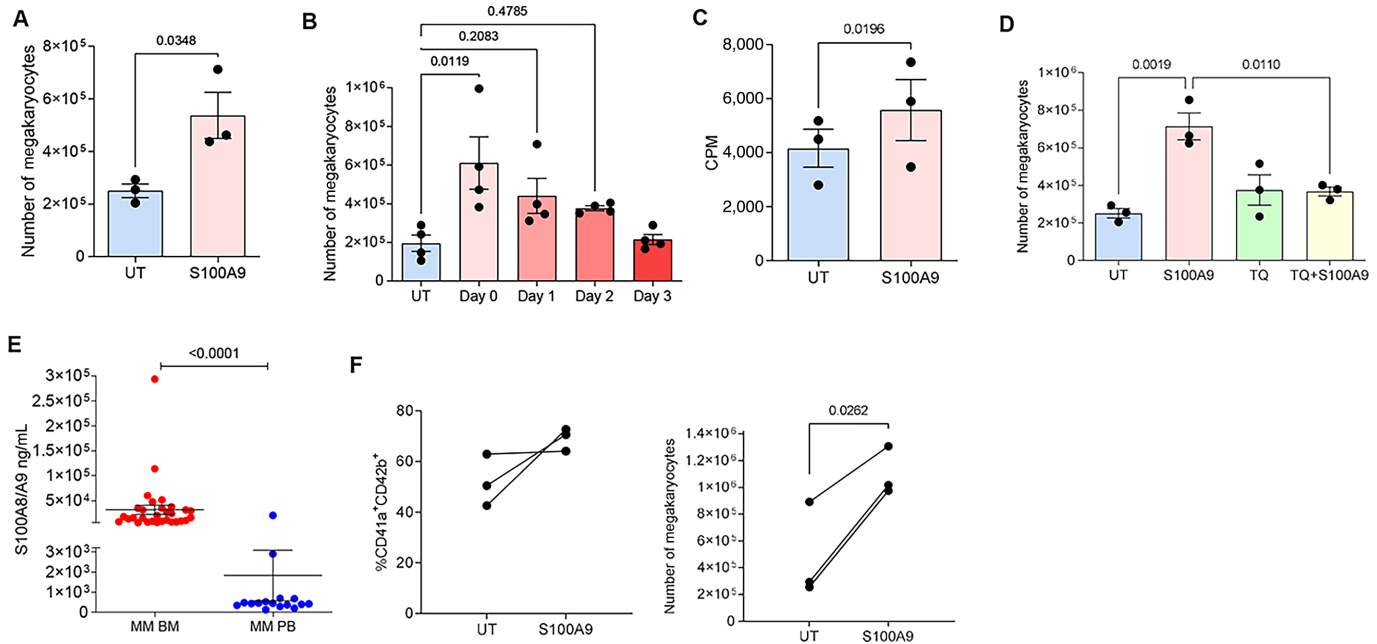 A
Number of megakaryocytes
8×10⁵
6×10⁵
4×10⁵
2×10⁵
0
0.0348
UT
S100A9
B
Number of megakaryocytes
1×10⁶
8×10⁵
6×10⁵
4×10⁵
2×10⁵
0
0.4785
0.2083
0.0119
UT
Day 0
Day 1
Day 2
Day 3
C
CPM
8,000
6,000
4,000
2,000
0
0.0196
UT
S100A9
D
Number of megakaryocytes
1×10⁶
8×10⁵
6×10⁵
4×10⁵
2×10⁵
0
0.0019
0.0110
UT
S100A9
TQ
TQ+S100A9
E
S100A8/A9 ng/mL
3×10⁵
2.5×10⁵
2×10⁵
1.5×10⁵
1×10⁵
5×10⁴
3×10³
2×10³
1×10³
0
<0.0001
MM BM
MM PB
F
%CD41a⁺CD42b⁺
80
60
40
20
0
UT
S100A9
Number of megakaryocytes
1.4×10⁶
1.2×10⁶
1×10⁶
8×10⁵
6×10⁵
4×10⁵
2×10⁵
0
0.0262
UT
S100A9